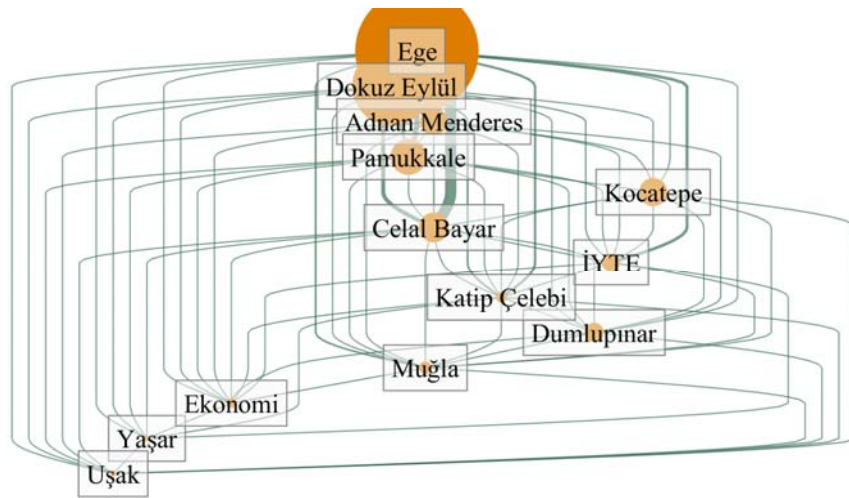 Ege
Dokuz Eylül
Adnan Menderes
Pamukkale
Kocatepe
Celal Bayar
İYTE
Katip Çelebi
Dumlupınar
Muğla
Ekonomi
Yaşar
Uşak